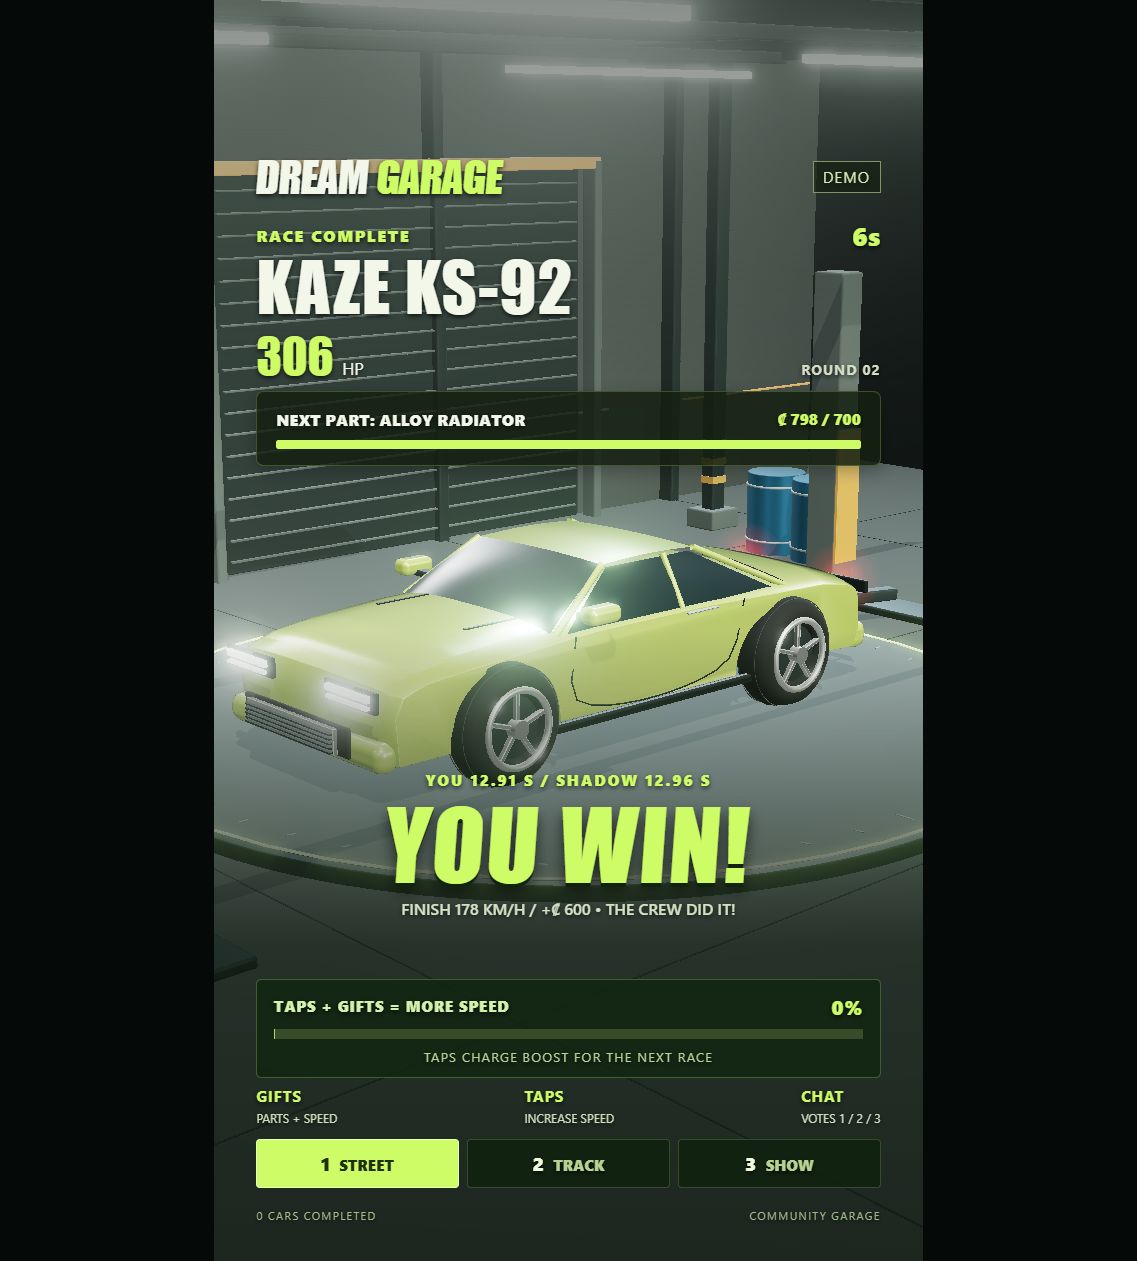 DREAM GARAGE
DEMO
RACE COMPLETE
6s
KAZE KS-92
306 HP
ROUND 02
NEXT PART: ALLOY RADIATOR
₡ 798 / 700
YOU 12.91 S / SHADOW 12.96 S
YOU WIN!
FINISH 178 KM/H / +₡ 600 • THE CREW DID IT!
TAPS + GIFTS = MORE SPEED
0%
TAPS CHARGE BOOST FOR THE NEXT RACE
GIFTS
PARTS + SPEED
TAPS
INCREASE SPEED
CHAT
VOTES 1 / 2 / 3
1 STREET
2 TRACK
3 SHOW
0 CARS COMPLETED
COMMUNITY GARAGE